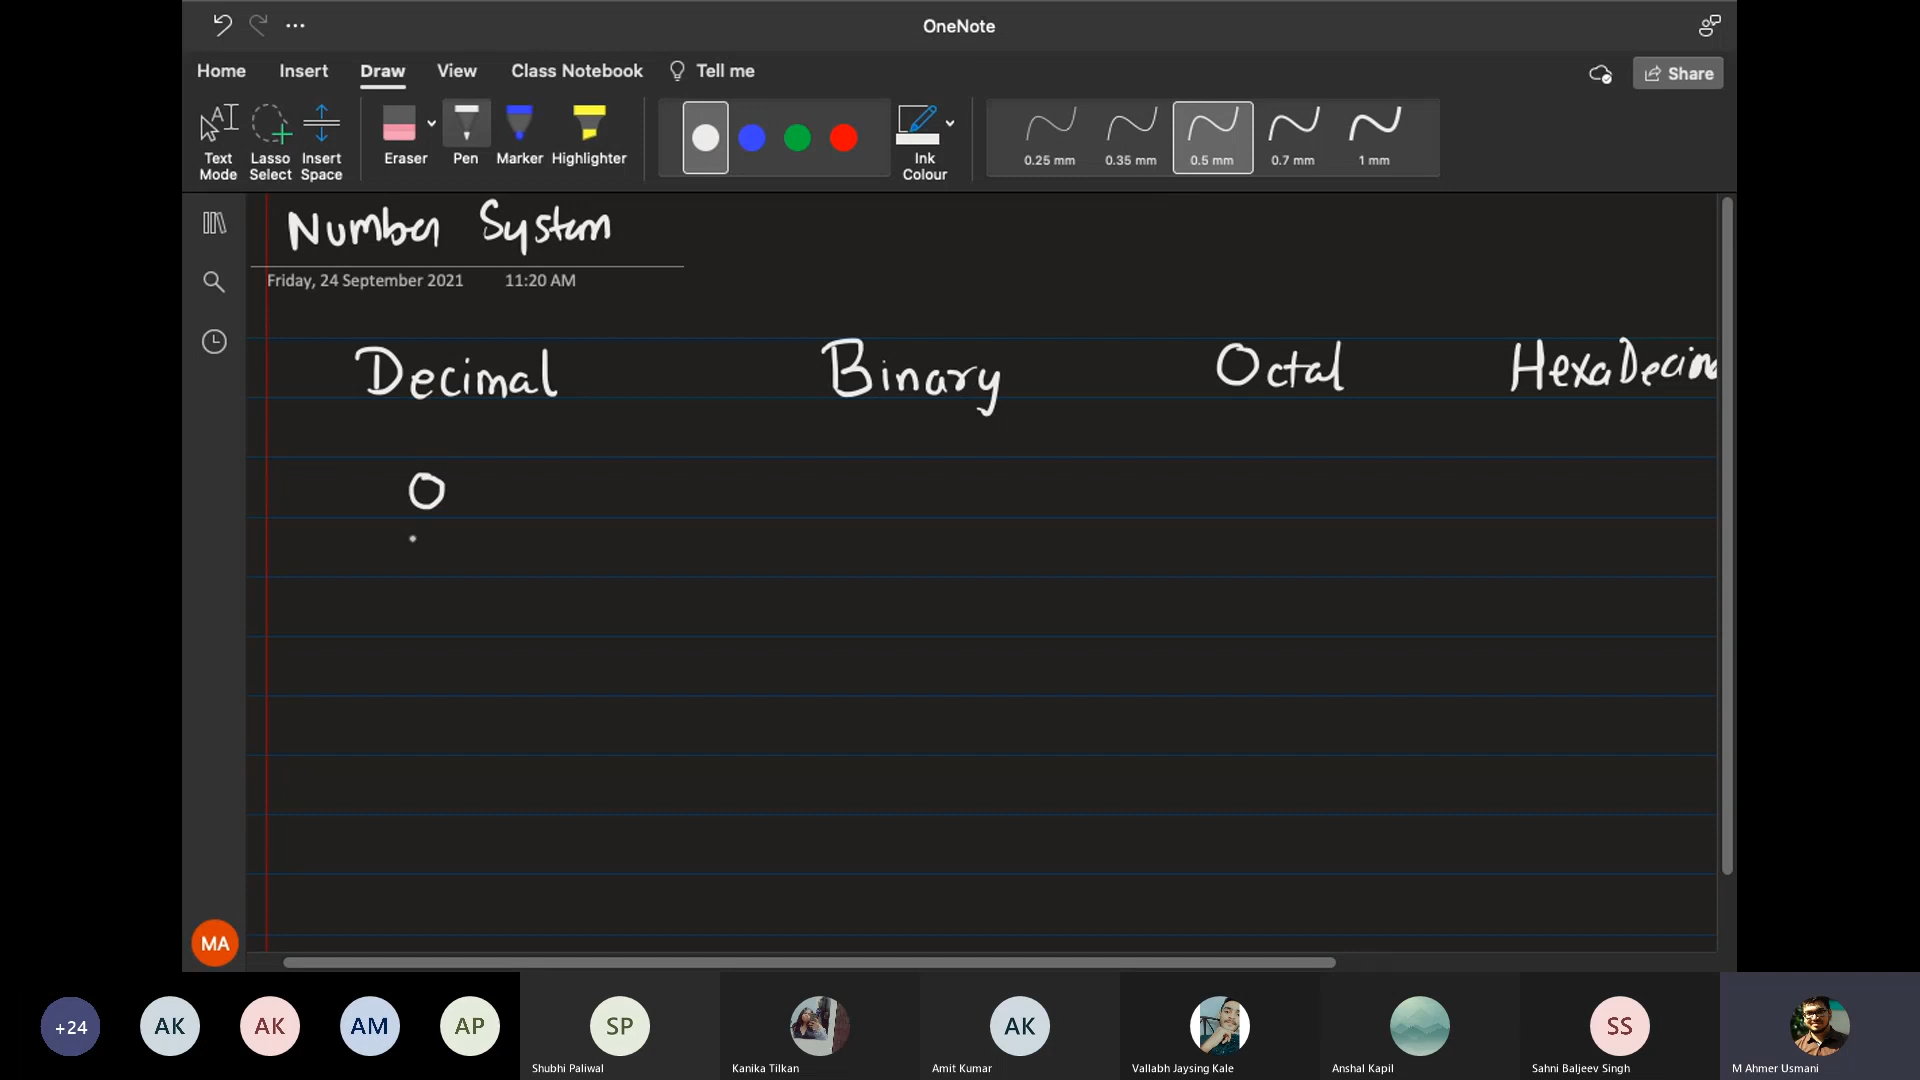 OneNote
Home Insert Draw View Class Notebook Tell me Share
Text Mode Lasso Select Insert Space Eraser Pen Marker Highlighter Ink Colour 0.25 mm 0.35 mm 0.5 mm 0.7 mm 1 mm
Number System
Friday, 24 September 2021 11:20 AM
Decimal Binary Octal HexaDecim
0
MA
+24 AK AK AM AP SP AK SS
Shubhi Paliwal Kanika Tilkan Amit Kumar Vallabh Jaysing Kale Anshal Kapil Sahni Baljeev Singh M Ahmer Usmani